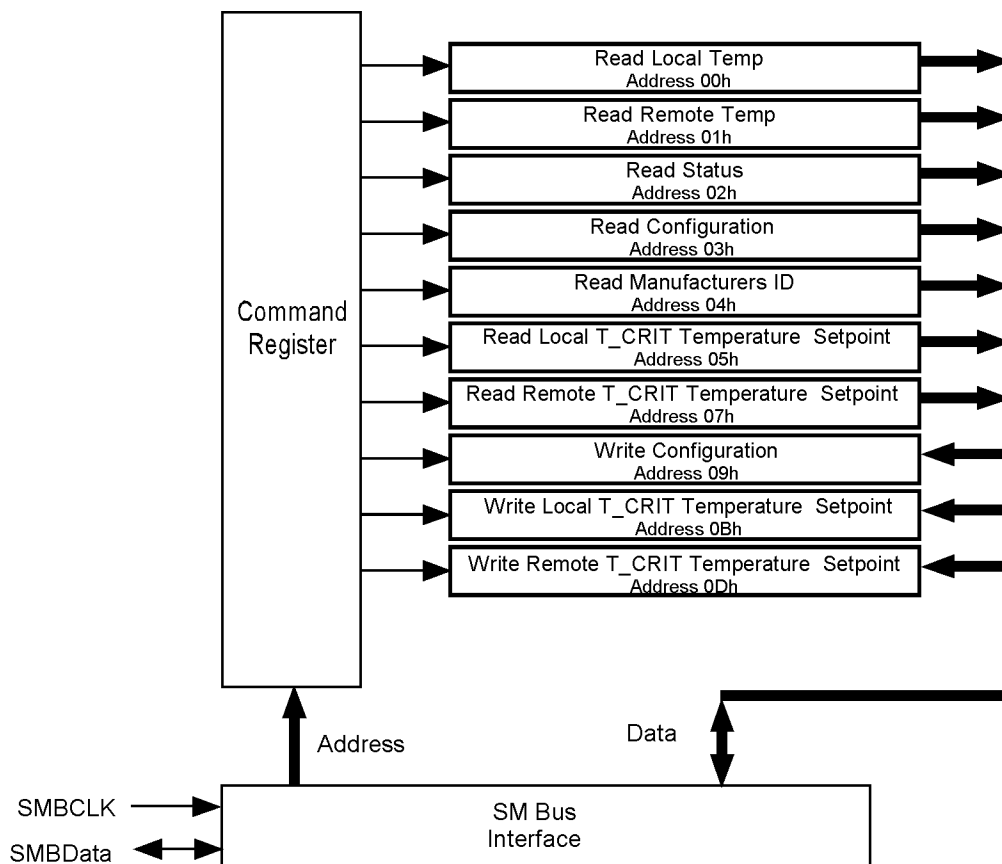 Read Local Temp
Address 00h
Read Remote Temp
Address 01h
Read Status
Address 02h
Read Configuration
Address 03h
Read Manufacturers ID
Address 04h
Command
Register
Read Local T_CRIT Temperature Setpoint
Address 05h
Read Remote T_CRIT Temperature Setpoint
Address 07h
Write Configuration
Address 09h
Write Local T_CRIT Temperature Setpoint
Address 0Bh
Write Remote T_CRIT Temperature Setpoint
Address 0Dh
Address
Data
SMBCLK
SMBData
SM Bus
Interface